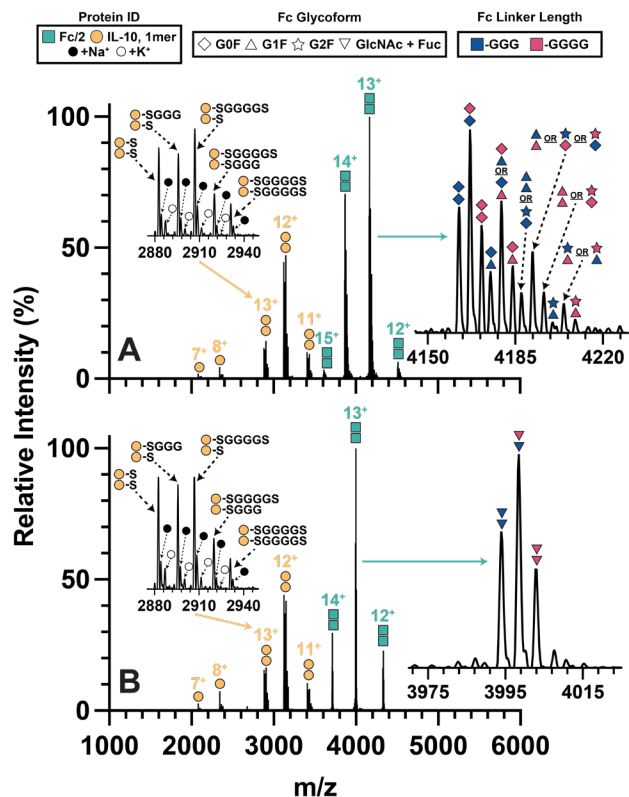 Protein ID
Fc/2 IL-10, 1mer
+Na⁺ +K⁺
Fc Glycoform
G0F G1F G2F GlcNAc + Fuc
Fc Linker Length
-GGG -GGGG
Relative Intensity (%)
100
50
0
A
-SGGG
-S
-SGGGGS
-S
-S
-S
-SGGGGS
-SGGG
-SGGGGS
-SGGGGS
2880 2910 2940
7⁺
8⁺
13⁺
12⁺
11⁺
15⁺
14⁺
13⁺
12⁺
OR
OR
OR
OR
OR
OR
4150 4185 4220
100
50
0
B
-SGGG
-S
-SGGGGS
-S
-S
-S
-SGGGGS
-SGGG
-SGGGGS
-SGGGGS
2880 2910 2940
7⁺
8⁺
13⁺
12⁺
11⁺
14⁺
13⁺
12⁺
3975 3995 4015
1000 2000 3000 4000 5000 6000
m/z